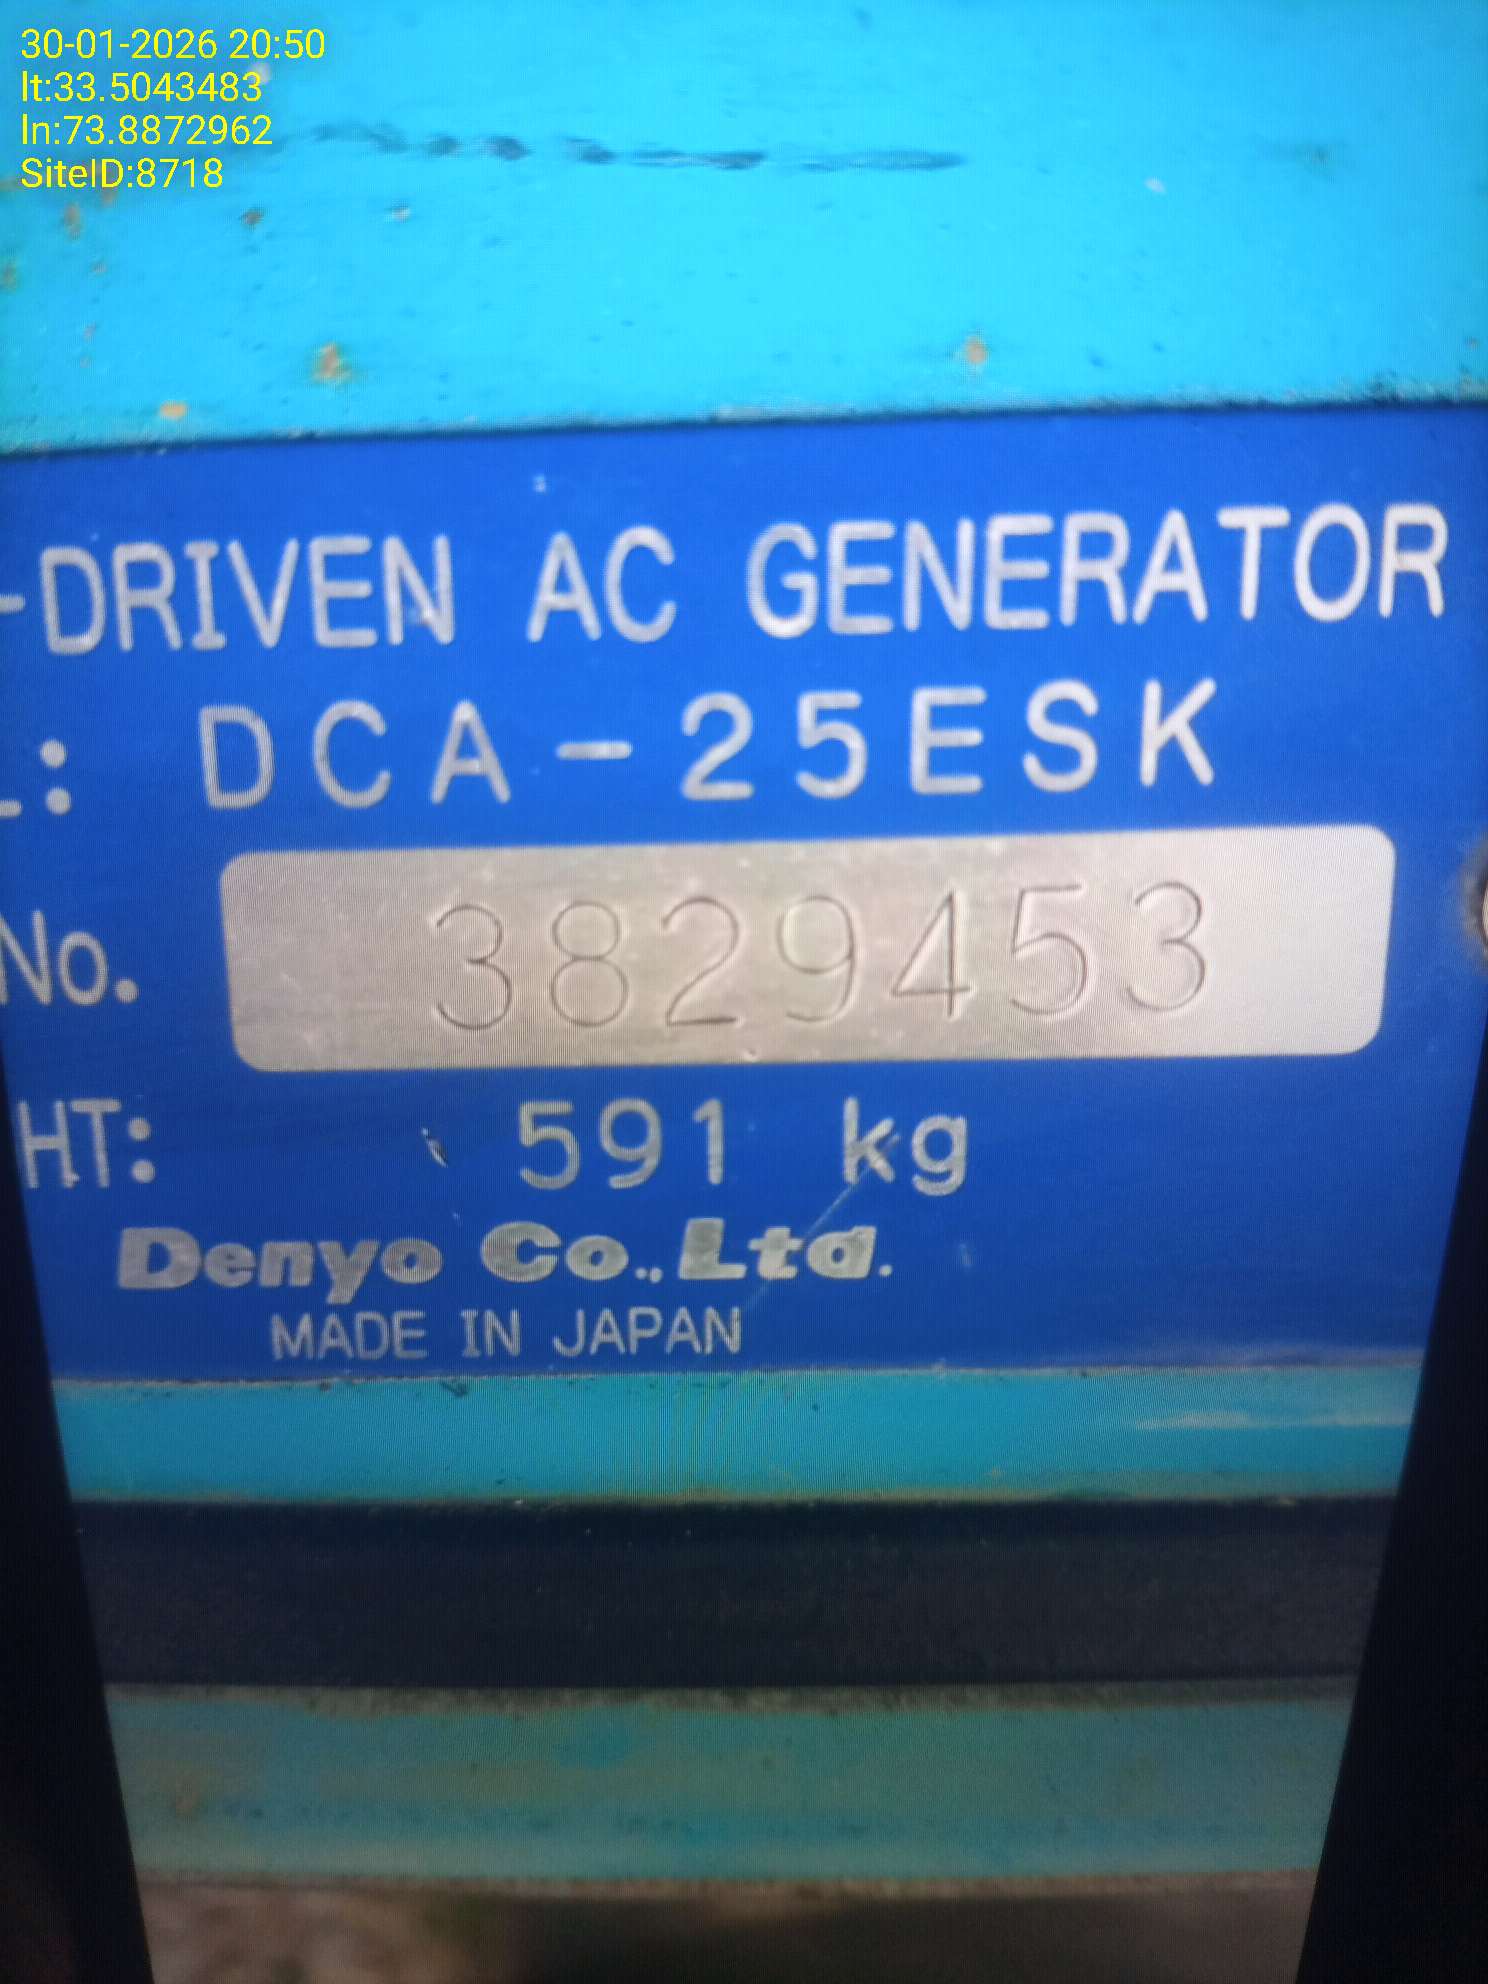 30-01-2026 20:50
lt:33.5043483
ln:73.8872962
SiteID:8718
-DRIVEN AC GENERATOR
L: DCA-25ESK
No. 3829453
HT: 591 kg
Denyo Co.,Ltd.
MADE IN JAPAN